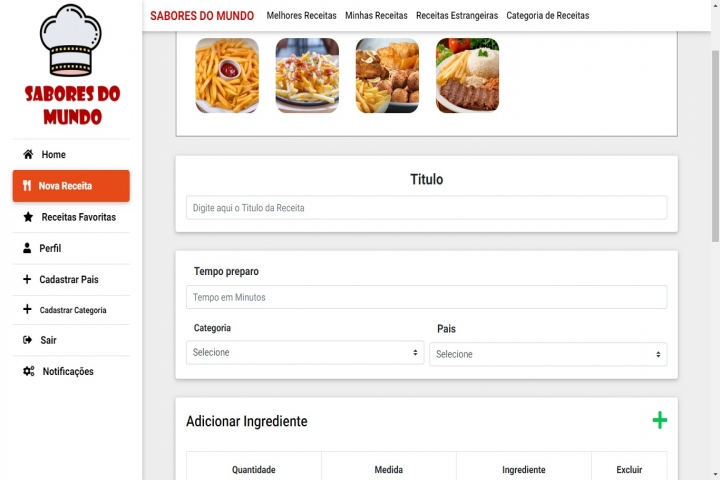 SABORES DO
MUNDO
Home
Nova Receita
Receitas Favoritas
Perfil
Cadastrar Pais
Cadastrar Categoria
Sair
Notificações
SABORES DO MUNDO Melhores Receitas Minhas Receitas Receitas Estrangeiras Categoria de Receitas
Titulo
Digite aqui o Titulo da Receita
Tempo preparo
Tempo em Minutos
Categoria Pais
Selecione Selecione
Adicionar Ingrediente
Quantidade Medida Ingrediente Excluir